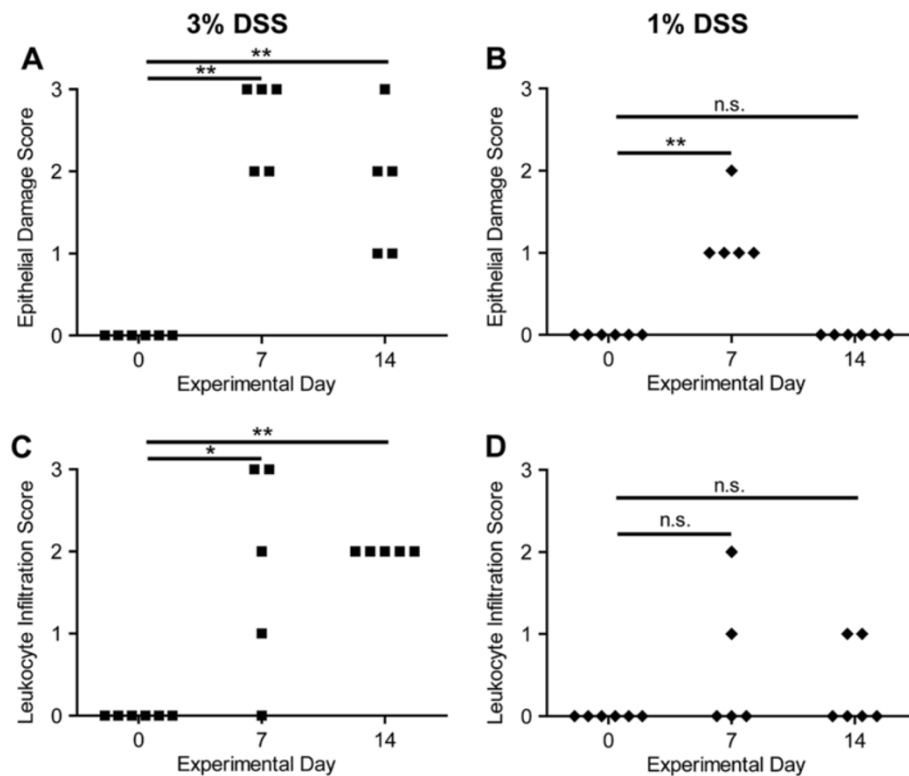 3% DSS
1% DSS
A
**
**
Epithelial Damage Score
3
2
1
0
0
7
14
Experimental Day
B
n.s.
**
Epithelial Damage Score
3
2
1
0
0
7
14
Experimental Day
C
**
*
Leukocyte Infiltration Score
3
2
1
0
0
7
14
Experimental Day
D
n.s.
n.s.
Leukocyte Infiltration Score
3
2
1
0
0
7
14
Experimental Day